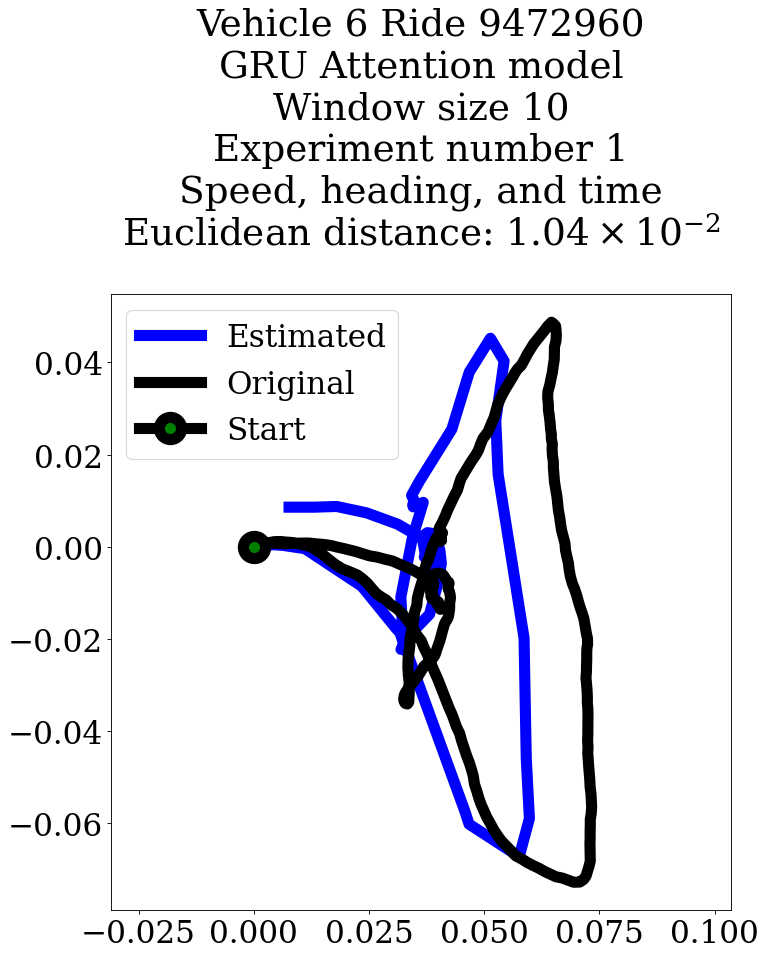 Vehicle 6 Ride 9472960
GRU Attention model
Window size 10
Experiment number 1
Speed, heading, and time
Euclidean distance: 1.04 × 10⁻²
Estimated
Original
Start
0.04
0.02
0.00
−0.02
−0.04
−0.06
−0.025 0.000 0.025 0.050 0.075 0.100